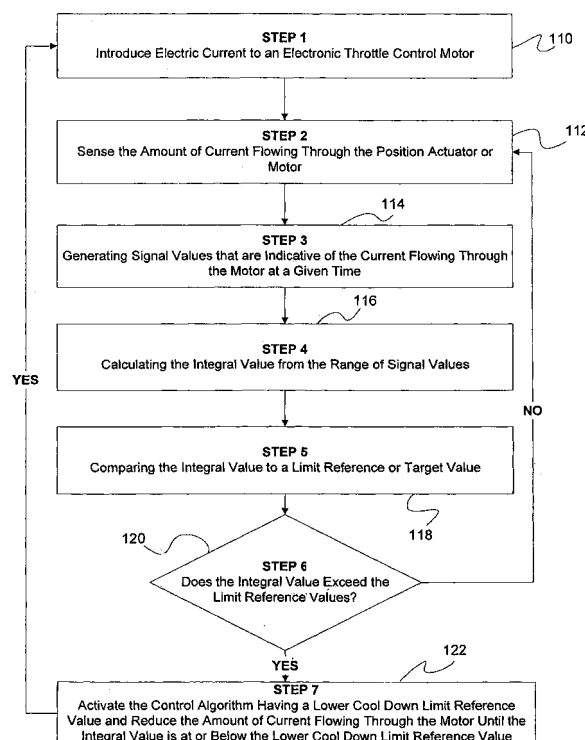 STEP 1
Introduce Electric Current to an Electronic Throttle Control Motor
110
STEP 2
Sense the Amount of Current Flowing Through the Position Actuator or
Motor
112
114
STEP 3
Generating Signal Values that are Indicative of the Current Flowing Through
the Motor at a Given Time
116
STEP 4
Calculating the Integral Value from the Range of Signal Values
YES
NO
STEP 5
Comparing the Integral Value to a Limit Reference or Target Value
118
120
STEP 6
Does the Integral Value Exceed the
Limit Reference Values?
YES
122
STEP 7
Activate the Control Algorithm Having a Lower Cool Down Limit Reference
Value and Reduce the Amount of Current Flowing Through the Motor Until the
Integral Value is at or Below the Lower Cool Down Limit Reference Value